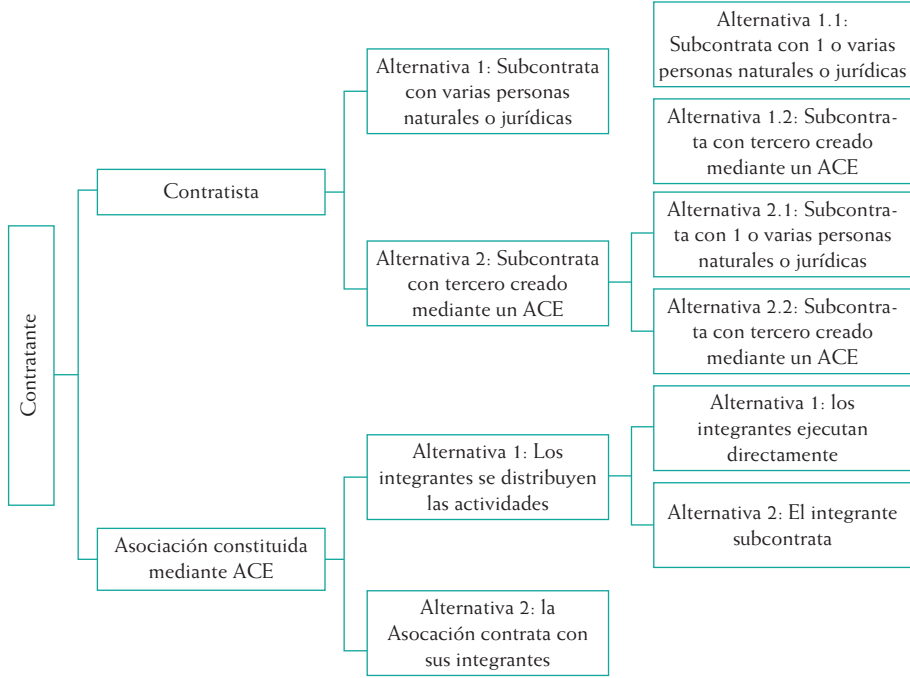 Contratante
Contratista
Alternativa 1: Subcontrata
con varias personas
naturales o jurídicas
Alternativa 1.1:
Subcontrata con 1 o varias
personas naturales o jurídicas
Alternativa 1.2: Subcontra-
ta con tercero creado
mediante un ACE
Alternativa 2: Subcontrata
con tercero creado
mediante un ACE
Alternativa 2.1: Subcontra-
ta con 1 o varias personas
naturales o jurídicas
Alternativa 2.2: Subcontra-
ta con tercero creado
mediante un ACE
Asociación constituida
mediante ACE
Alternativa 1: Los
integrantes se distribuyen
las actividades
Alternativa 1: los
integrantes ejecutan
directamente
Alternativa 2: El integrante
subcontrata
Alternativa 2: la
Asocación contrata con
sus integrantes